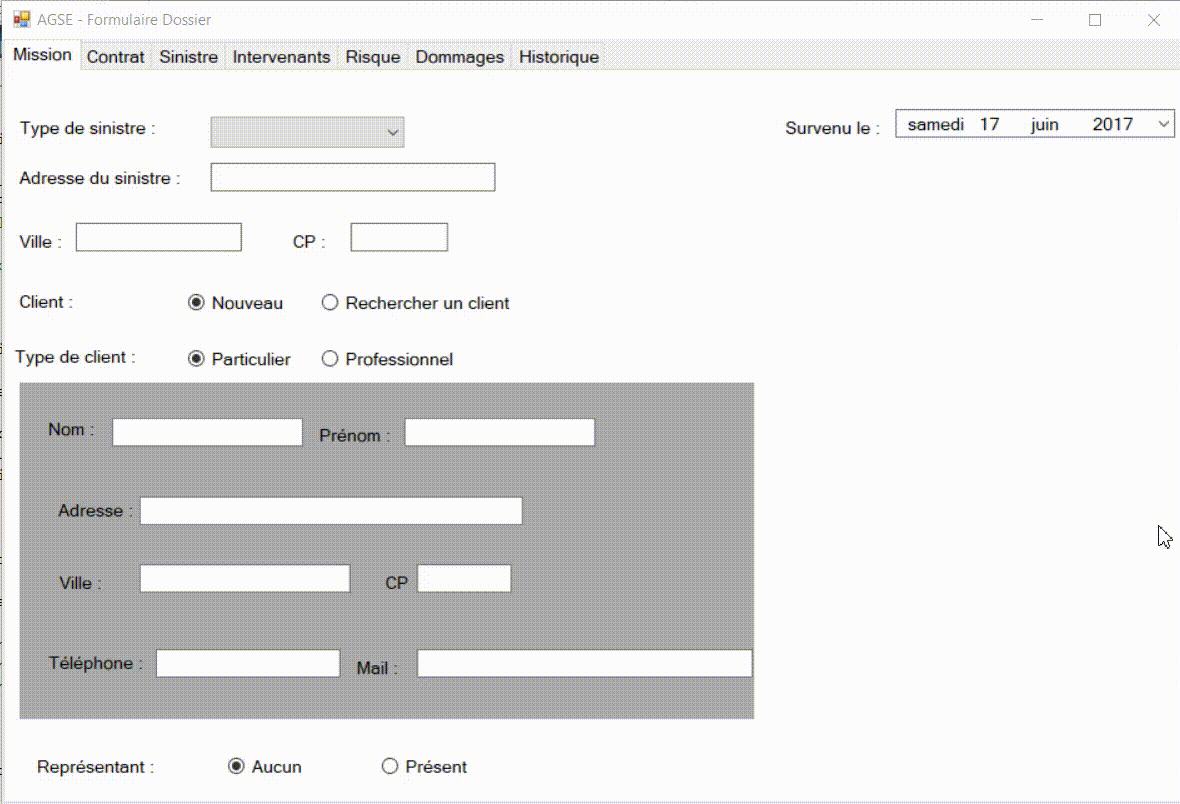 AGSE - Formulaire Dossier
Mission Contrat Sinistre Intervenants Risque Dommages Historique
Type de sinistre : Survenu le : samedi 17 juin 2017
Adresse du sinistre :
Ville : CP :
Client : Nouveau Rechercher un client
Type de client : Particulier Professionnel
Nom : Prénom :
Adresse :
Ville : CP
Téléphone : Mail :
Représentant : Aucun Présent